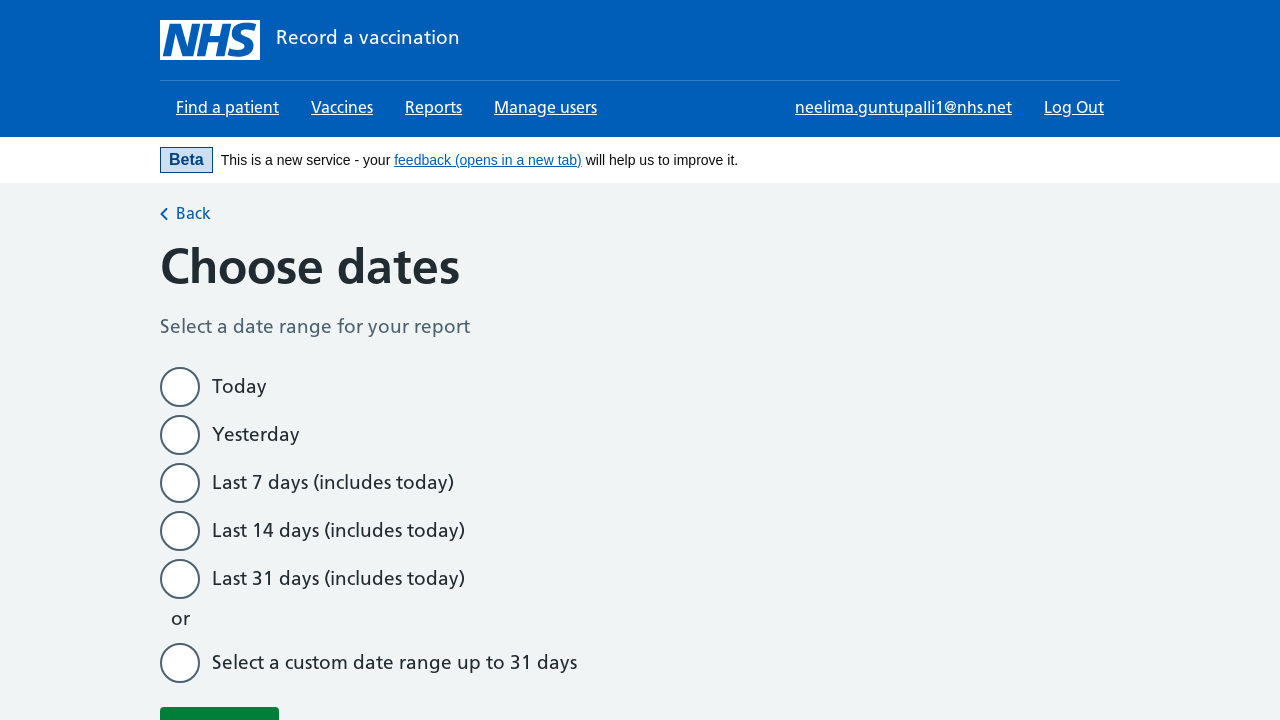 NHS Record a vaccination
Find a patient Vaccines Reports Manage users neelima.guntupalli1@nhs.net Log Out
Beta This is a new service - your feedback (opens in a new tab) will help us to improve it.
Back
Choose dates
Select a date range for your report
Today
Yesterday
Last 7 days (includes today)
Last 14 days (includes today)
Last 31 days (includes today)
or
Select a custom date range up to 31 days